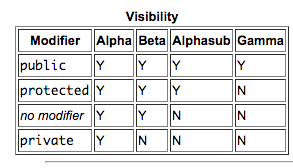 Visibility
Modifier Alpha Beta Alphasub Gamma
public Y Y Y Y
protected Y Y Y N
no modifier Y Y N N
private Y N N N